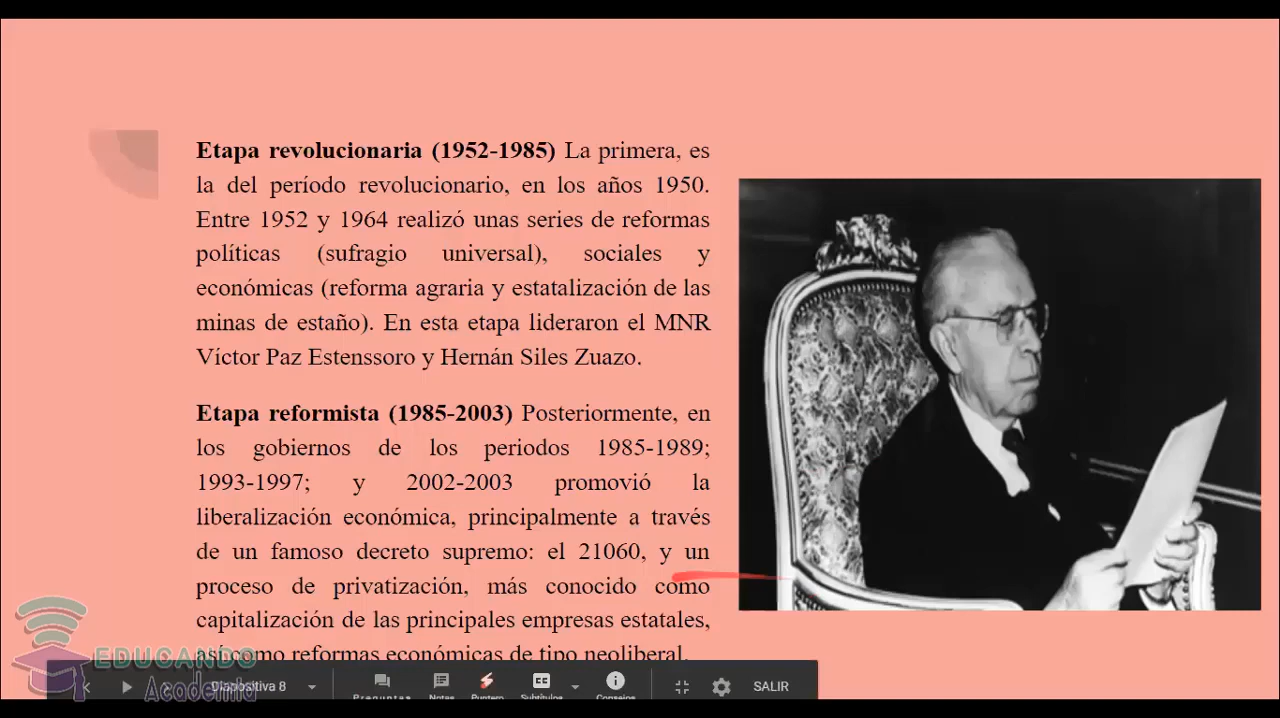 Etapa revolucionaria (1952-1985) La primera, es
la del período revolucionario, en los años 1950.
Entre 1952 y 1964 realizó unas series de reformas
políticas (sufragio universal), sociales y
económicas (reforma agraria y estatalización de las
minas de estaño). En esta etapa lideraron el MNR
Víctor Paz Estenssoro y Hernán Siles Zuazo.
Etapa reformista (1985-2003) Posteriormente, en
los gobiernos de los periodos 1985-1989;
1993-1997; y 2002-2003 promovió la
liberalización económica, principalmente a través
de un famoso decreto supremo: el 21060, y un
proceso de privatización, más conocido como
capitalización de las principales empresas estatales,
así como reformas económicas de tipo neoliberal.
EDUCANDO
Academia
Diapositiva 8
Preguntas
Notas
Puntero
Subtítulos
Consejos
SALIR